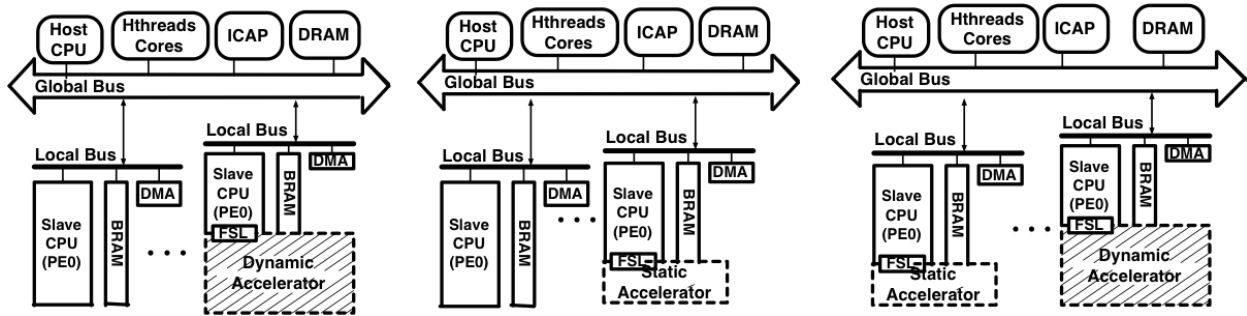 Host
CPU
Hthreads
Cores
ICAP
DRAM
Global Bus
Local Bus
Slave
CPU
(PE0)
BRAM
DMA
. . .
Local Bus
Slave
CPU
(PE0)
FSL
BRAM
DMA
Dynamic
Accelerator
Host
CPU
Hthreads
Cores
ICAP
DRAM
Global Bus
Local Bus
Slave
CPU
(PE0)
BRAM
DMA
. . .
Local Bus
Slave
CPU
(PE0)
FSL
BRAM
DMA
Static
Accelerator
Host
CPU
Hthreads
Cores
ICAP
DRAM
Global Bus
Local Bus
Slave
CPU
(PE0)
FSL
BRAM
DMA
Static
Accelerator
. . .
Local Bus
Slave
CPU
(PE0)
FSL
BRAM
DMA
Dynamic
Accelerator